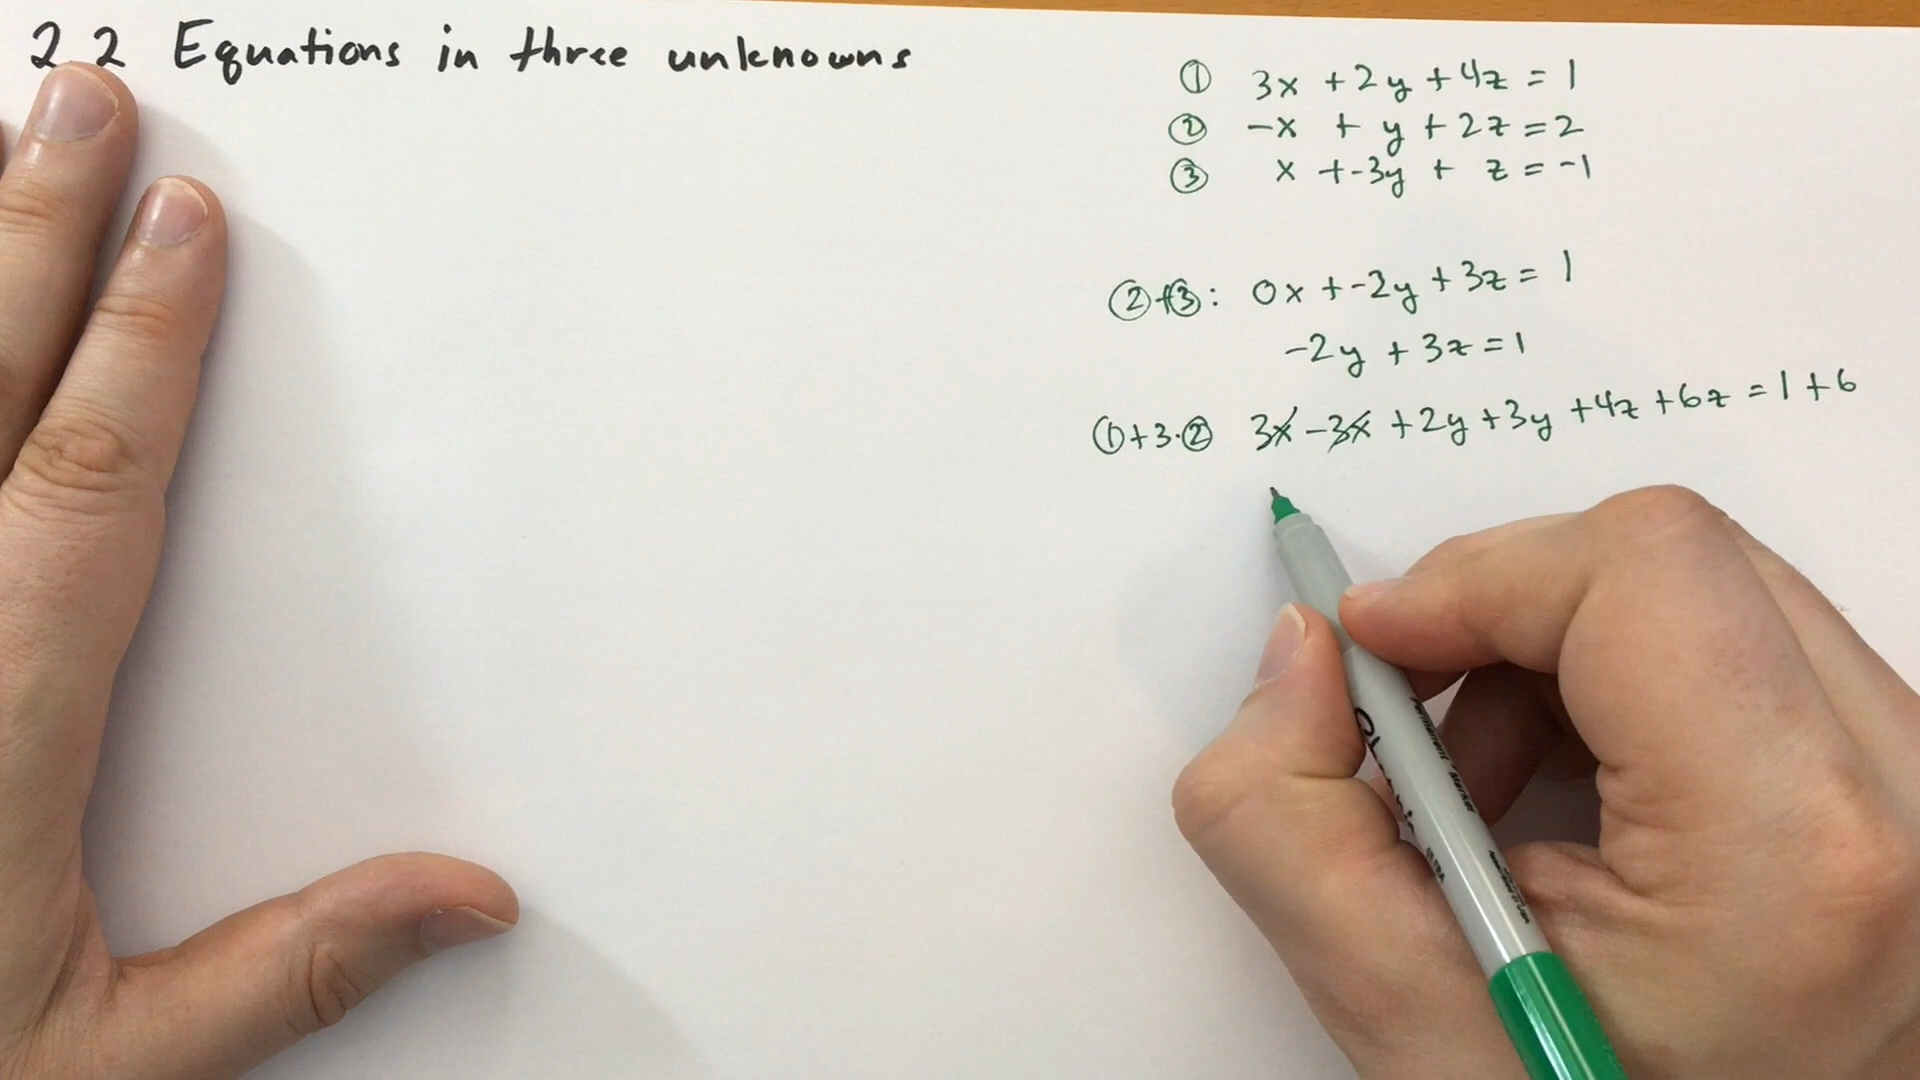 2 2 Equations in three unknowns
① 3x + 2y + 4z = 1
② -x + y + 2z = 2
③ x + -3y + z = -1
②+③: 0x + -2y + 3z = 1
-2y + 3z = 1
①+3·② 3x - 3x + 2y + 3y + 4z + 6z = 1 + 6